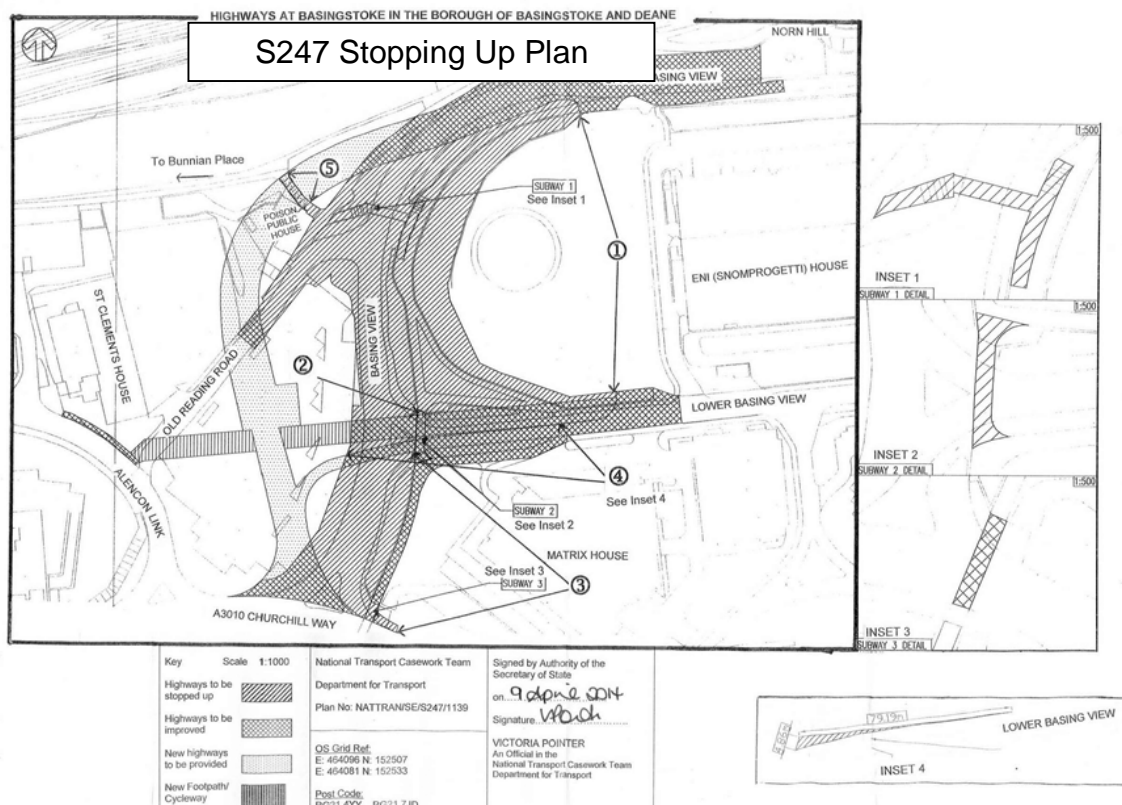 HIGHWAYS AT BASINGSTOKE IN THE BOROUGH OF BASINGSTOKE AND DEANE
S247 Stopping Up Plan
NORN HILL
BASING VIEW
To Bunnian Place
⑤
SUBWAY 1
See Inset 1
POISON
PUBLIC
HOUSE
①
ENI (SNOMPROGETTI) HOUSE
ST CLEMENTS HOUSE
BASING VIEW
②
OLD READING ROAD
LOWER BASING VIEW
④
See Inset 4
SUBWAY 2
See Inset 2
ALENCON LINK
MATRIX HOUSE
See Inset 3
SUBWAY 3
③
A3010 CHURCHILL WAY
1:500
INSET 1
SUBWAY 1 DETAIL
1:500
INSET 2
SUBWAY 2 DETAIL
1:500
INSET 3
SUBWAY 3 DETAIL
Key Scale 1:1000
Highways to be
stopped up
Highways to be
improved
New highways
to be provided
New Footpath/
Cycleway
National Transport Casework Team
Department for Transport
Plan No: NATTRAN/SE/S247/1139
OS Grid Ref:
E: 464096 N: 152507
E: 464081 N: 152533
Post Code:
Signed by Authority of the
Secretary of State
on 9 April 2014
Signature
VICTORIA POINTER
An Official in the
National Transport Casework Team
Department for Transport
79.19m
LOWER BASING VIEW
INSET 4